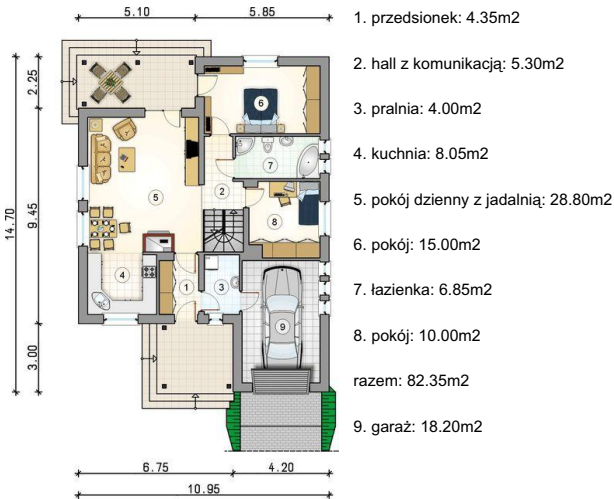 5.10 5.85
1. przedsionek: 4.35m2
2. hall z komunikacją: 5.30m2
3. pralnia: 4.00m2
4. kuchnia: 8.05m2
5. pokój dzienny z jadalnią: 28.80m2
6. pokój: 15.00m2
7. łazienka: 6.85m2
8. pokój: 10.00m2
razem: 82.35m2
9. garaż: 18.20m2
2.25
14.70
9.45
3.00
6
7
2
5
8
4
1
3
9
6.75 4.20
10.95